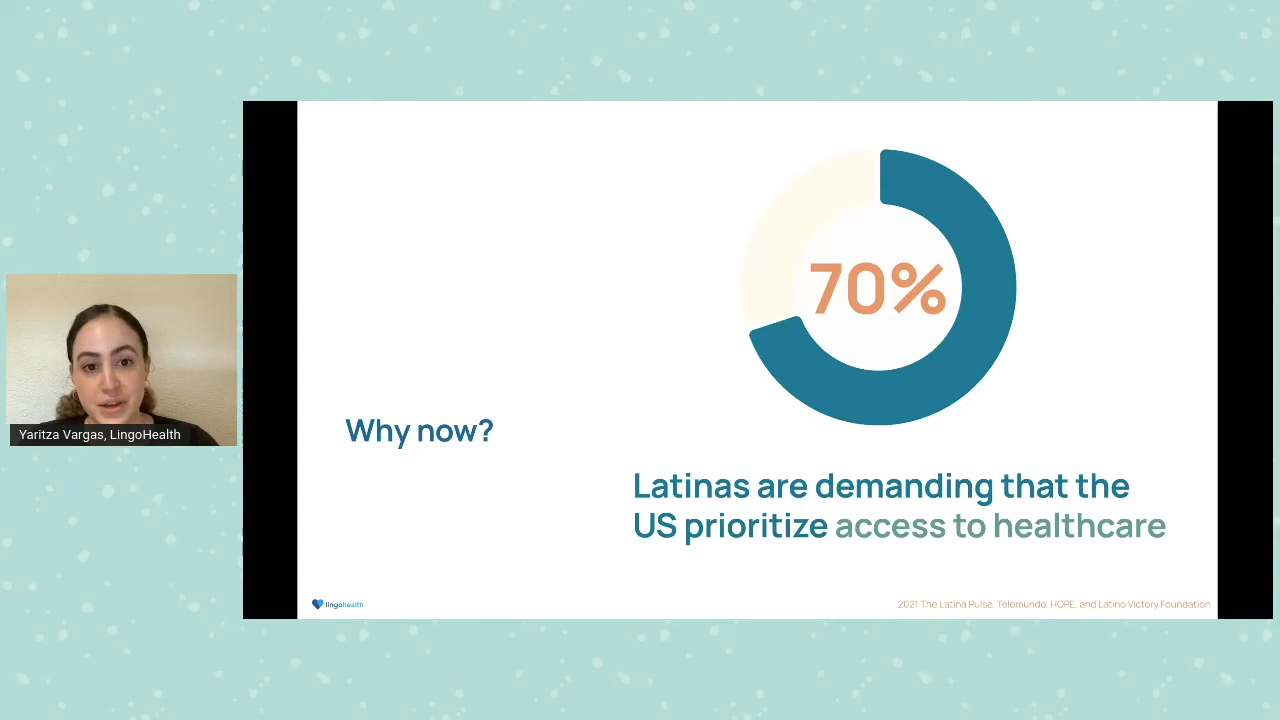 70%
Why now?
Latinas are demanding that the
US prioritize access to healthcare
Yaritza Vargas, LingoHealth
lingohealth
2021 The Latina Pulse. Telemundo, HOPE, and Latino Victory Foundation